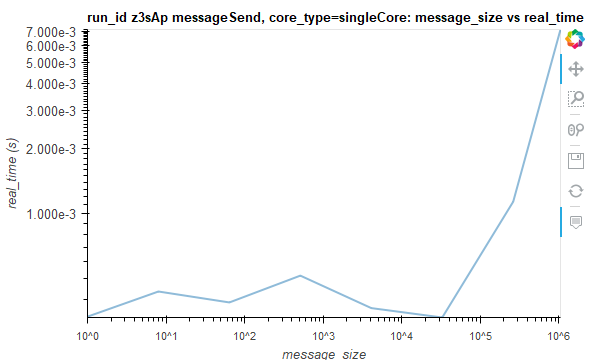 run_id z3sAp messageSend, core_type=singleCore: message_size vs real_time
7.000e-3
6.000e-3
5.000e-3
4.000e-3
3.000e-3
2.000e-3
1.000e-3
real_time (s)
10^0 10^1 10^2 10^3 10^4 10^5 10^6
message_size